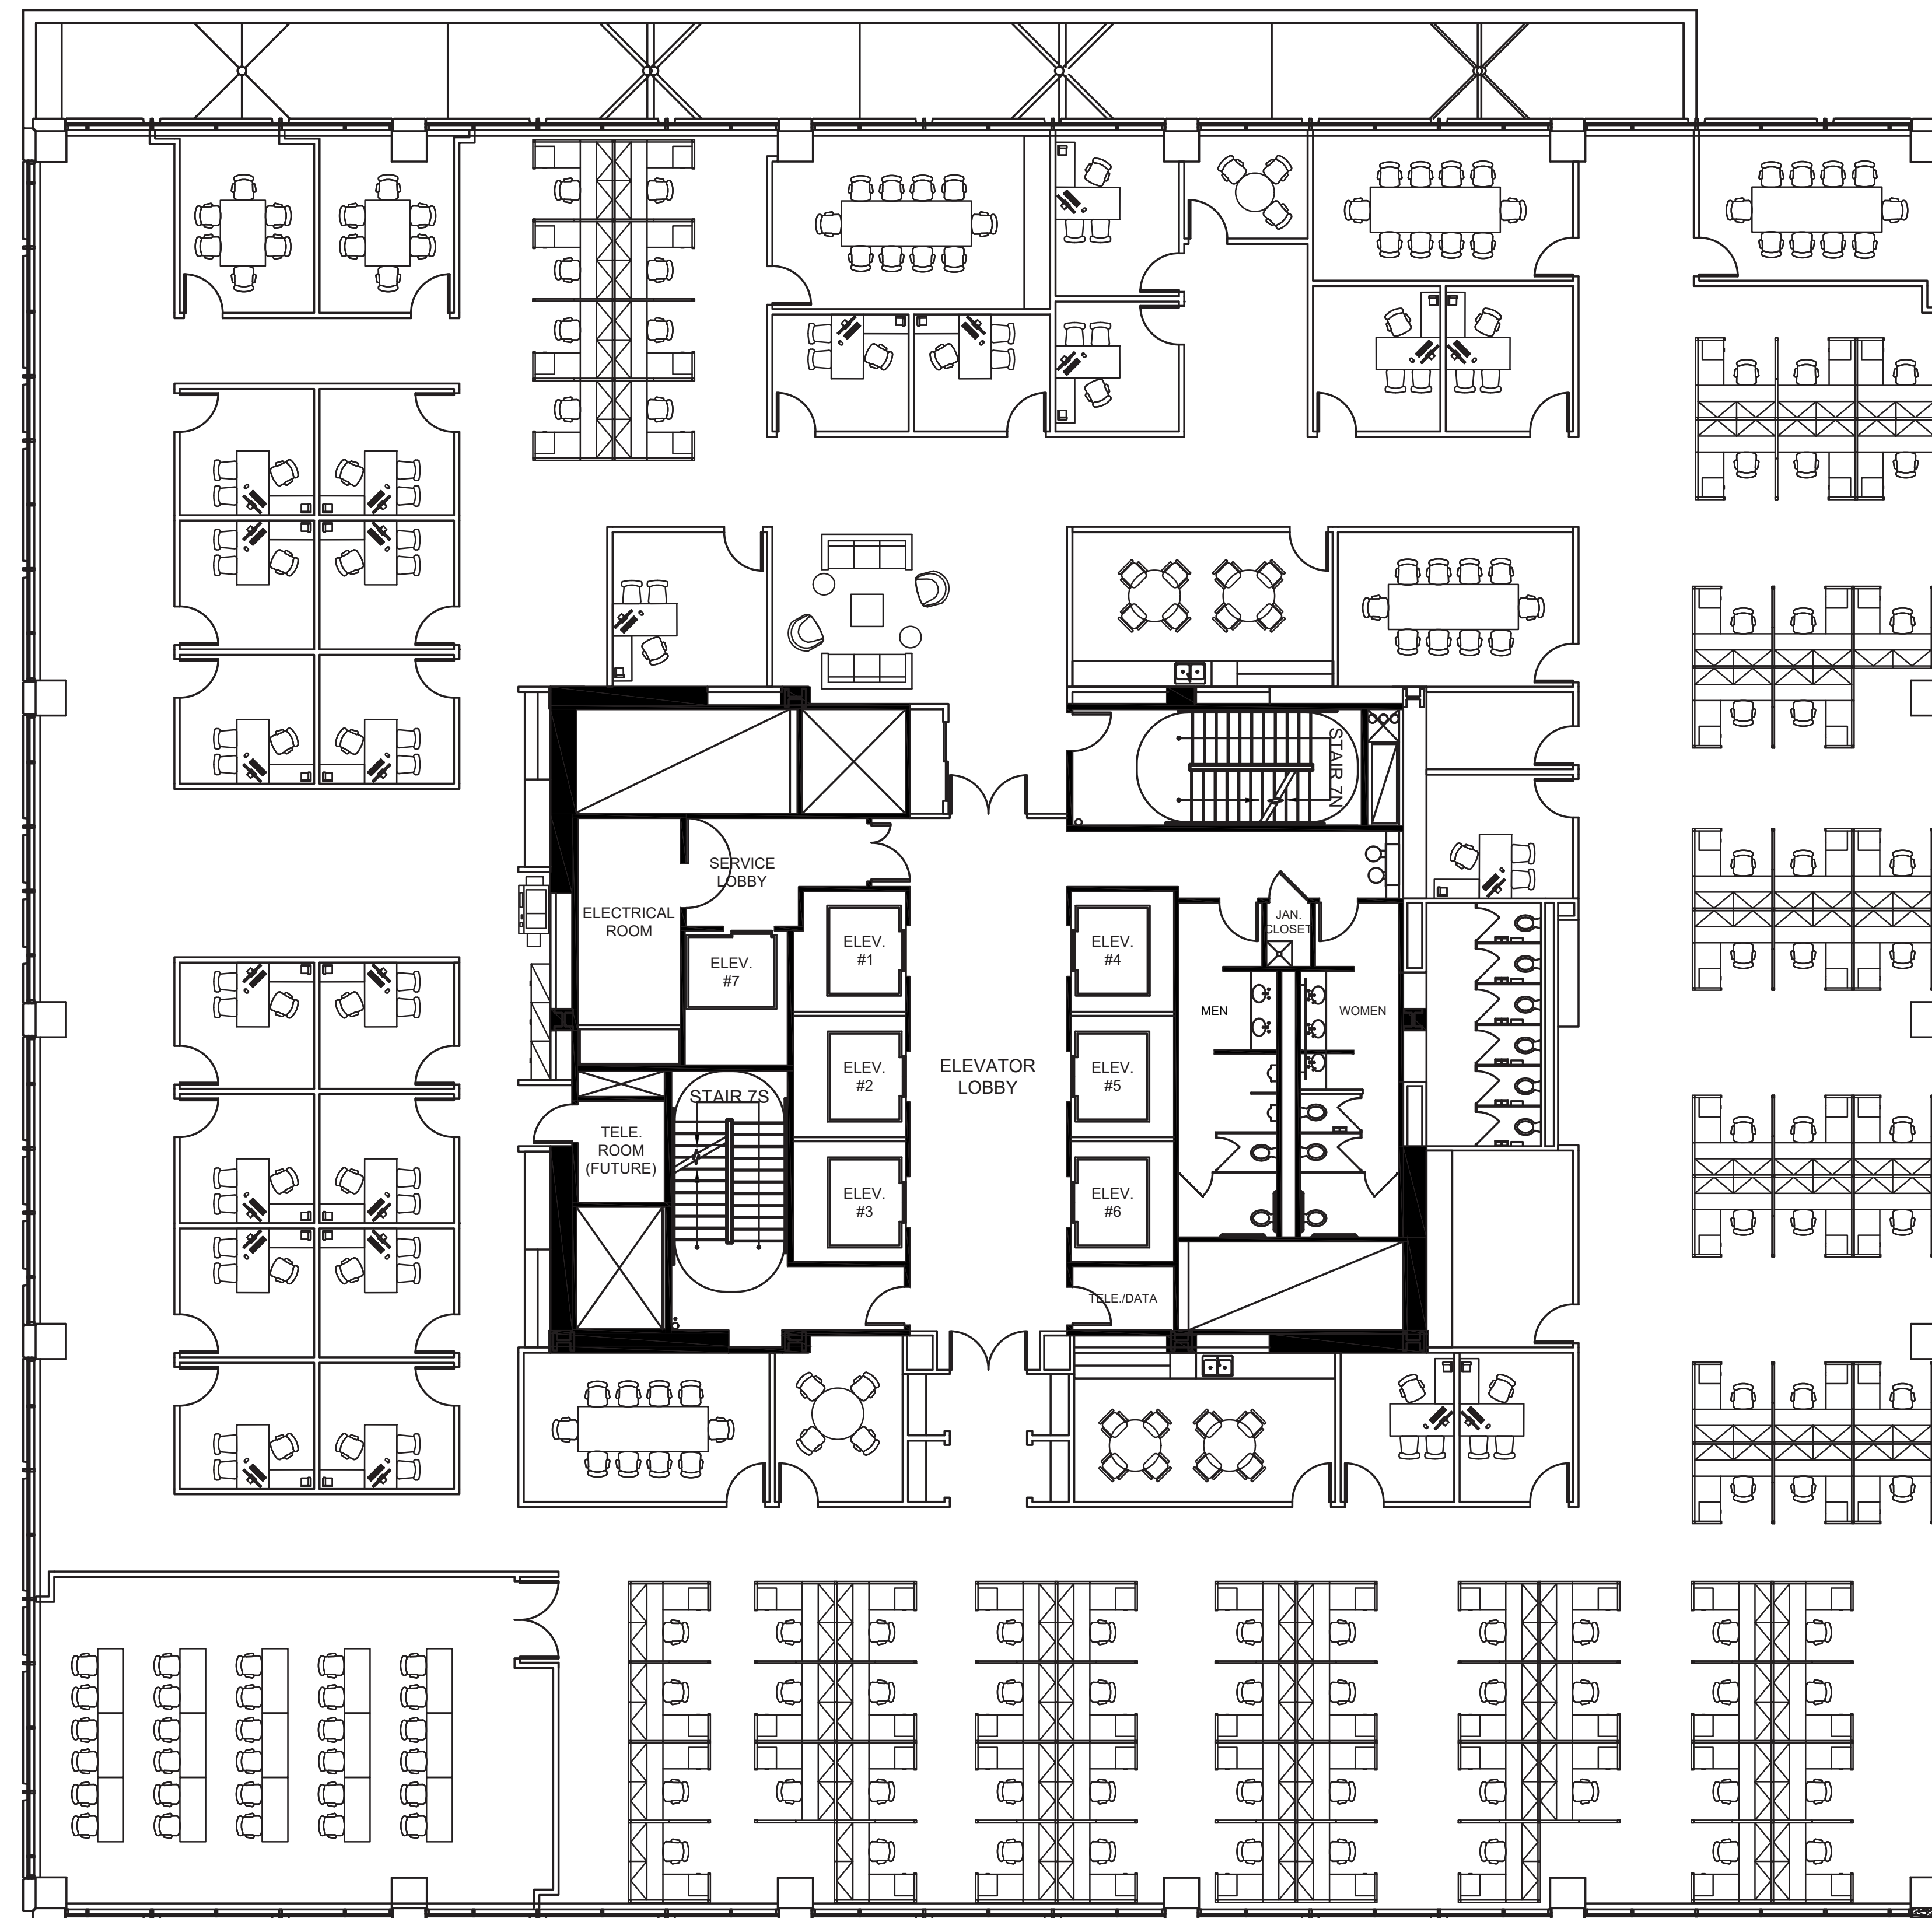 STAIR 7N
SERVICE
LOBBY
ELECTRICAL
ROOM
JAN.
CLOSET
ELEV.
#1
ELEV.
#4
ELEV.
#7
MEN
WOMEN
ELEVATOR
LOBBY
ELEV.
#2
ELEV.
#5
STAIR 7S
TELE.
ROOM
(FUTURE)
ELEV.
#3
ELEV.
#6
TELE./DATA